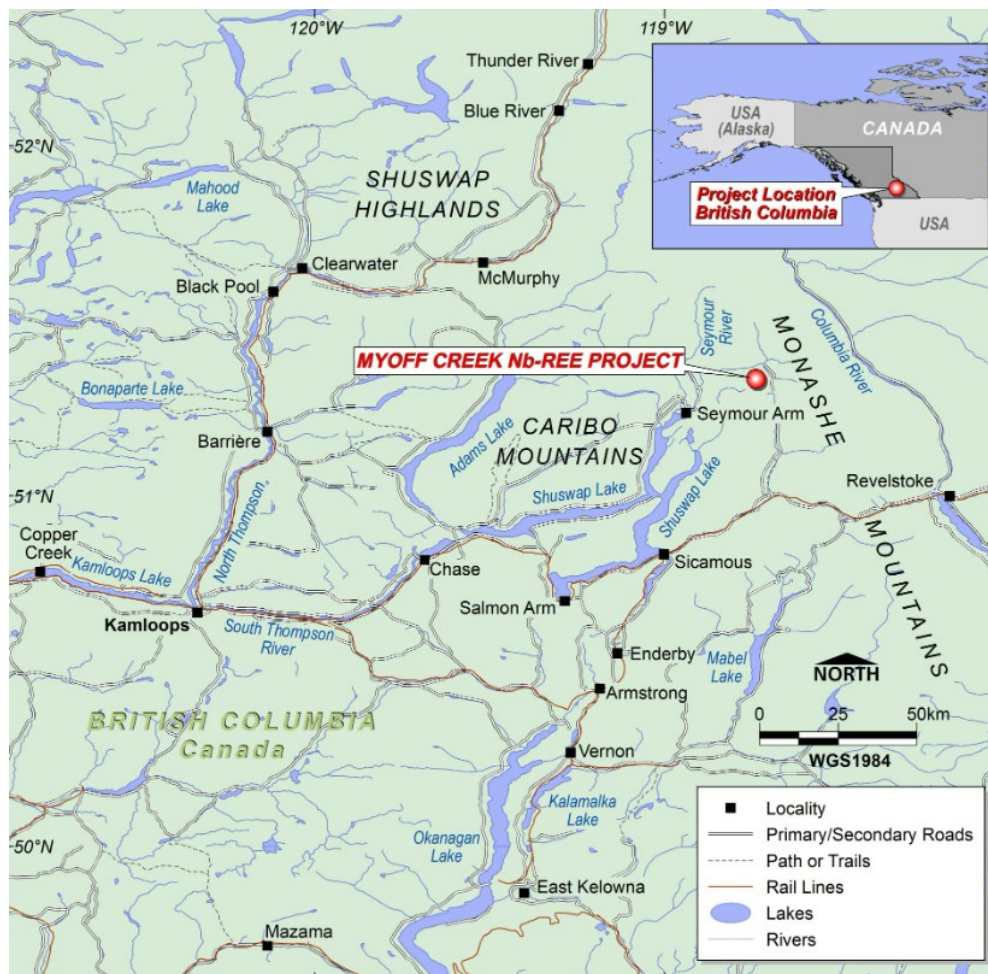 120°W
119°W
Thunder River
Blue River
USA
(Alaska)
CANADA
Project Location
British Columbia
USA
52°N
Mahood
Lake
SHUSWAP
HIGHLANDS
Clearwater
McMurphy
Black Pool
Seymour
River
MONASHE
Columbia River
MYOFF CREEK Nb-REE PROJECT
Bonaparte Lake
Seymour Arm
Barrière
Adams Lake
CARIBO
MOUNTAINS
Shuswap Lake
Shuswap Lake
Revelstoke
51°N
Copper
Creek
Kamloops Lake
North Thompson
Chase
Sicamous
MOUNTAINS
Salmon Arm
Kamloops
South Thompson
River
Enderby
Mabel
Lake
NORTH
Armstrong
0 25 50km
WGS1984
BRITISH COLUMBIA
Canada
Vernon
Kalamalka
Lake
Okanagan
Lake
50°N
East Kelowna
Mazama
Locality
Primary/Secondary Roads
Path or Trails
Rail Lines
Lakes
Rivers